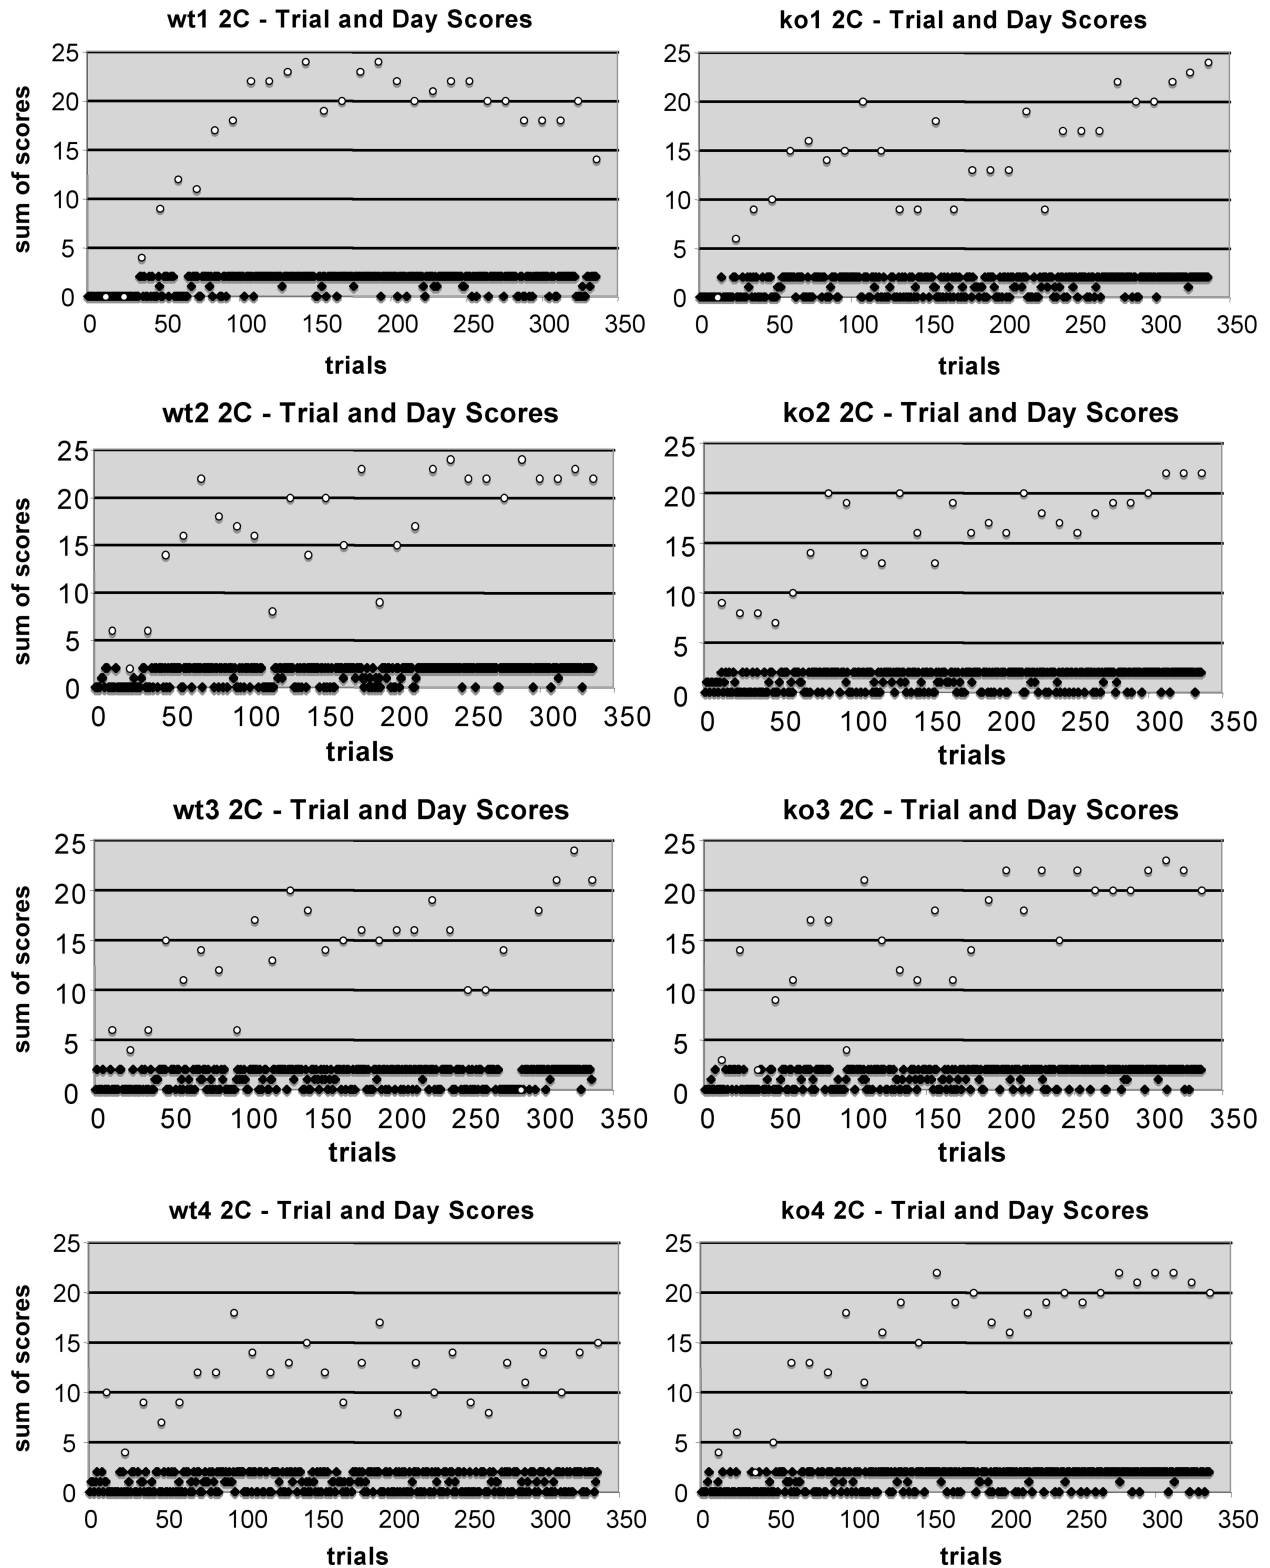 wt1 2C - Trial and Day Scores
sum of scores
25
20
15
10
5
0
0 50 100 150 200 250 300 350
trials
ko1 2C - Trial and Day Scores
25
20
15
10
5
0
0 50 100 150 200 250 300 350
trials
wt2 2C - Trial and Day Scores
sum of scores
25
20
15
10
5
0
0 50 100 150 200 250 300 350
trials
ko2 2C - Trial and Day Scores
25
20
15
10
5
0
0 50 100 150 200 250 300 350
trials
wt3 2C - Trial and Day Scores
sum of scores
25
20
15
10
5
0
0 50 100 150 200 250 300 350
trials
ko3 2C - Trial and Day Scores
25
20
15
10
5
0
0 50 100 150 200 250 300 350
trials
wt4 2C - Trial and Day Scores
sum of scores
25
20
15
10
5
0
0 50 100 150 200 250 300 350
trials
ko4 2C - Trial and Day Scores
25
20
15
10
5
0
0 50 100 150 200 250 300 350
trials